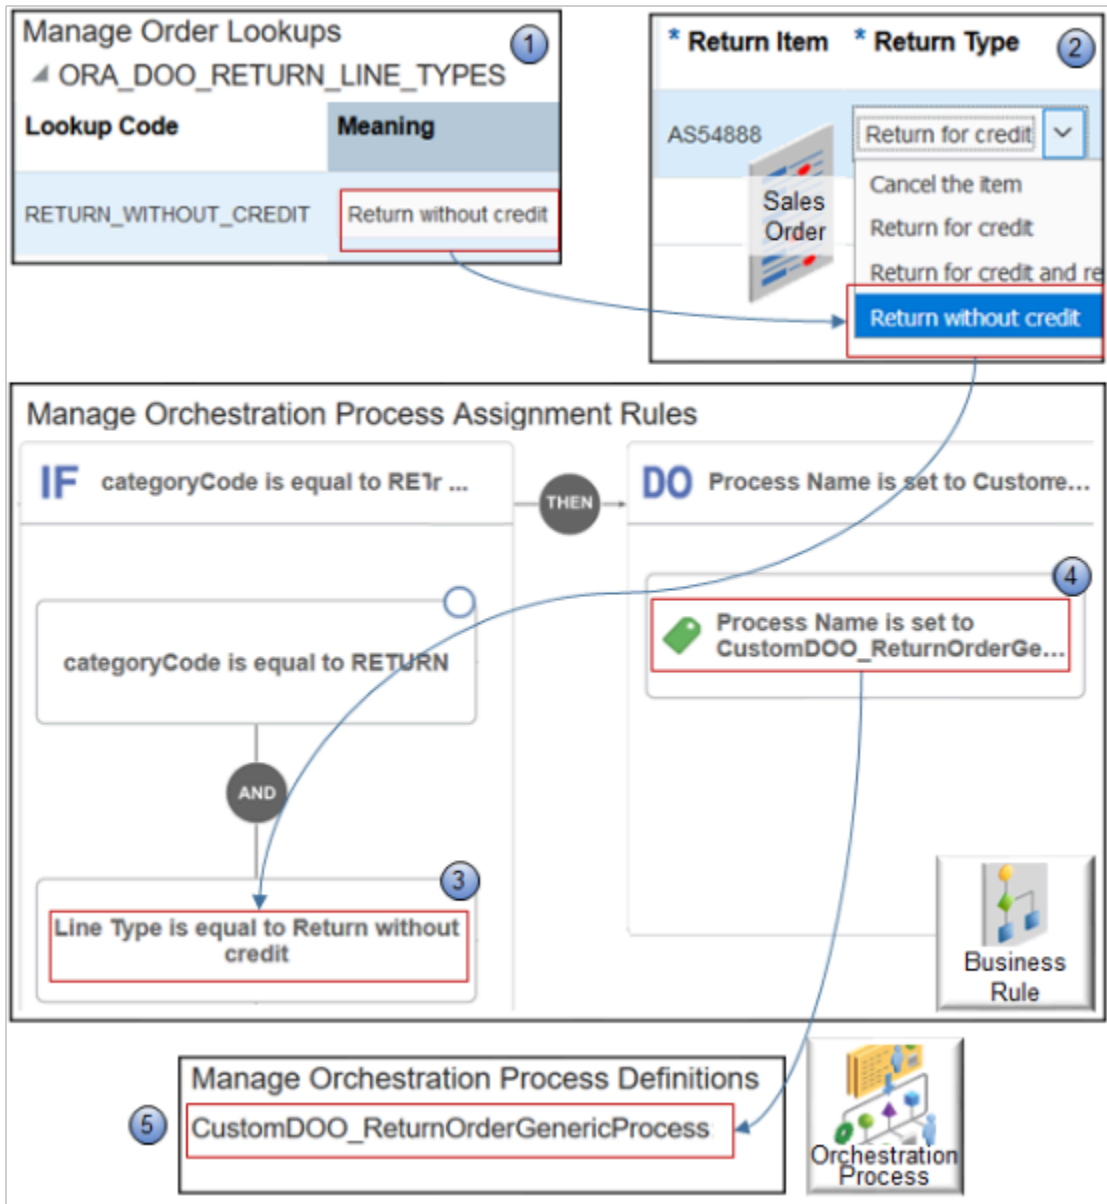 Manage Order Lookups
1
ORA_DOO_RETURN_LINE_TYPES
Lookup Code Meaning
RETURN_WITHOUT_CREDIT Return without credit
* Return Item * Return Type
2
AS54888 Return for credit
Cancel the item
Return for credit
Return for credit and re
Return without credit
Sales
Order
Manage Orchestration Process Assignment Rules
IF categoryCode is equal to RETr ...
THEN
DO Process Name is set to Custome...
categoryCode is equal to RETURN
AND
3
Line Type is equal to Return without
credit
4
Process Name is set to
CustomDOO_ReturnOrderGe...
Business
Rule
Manage Orchestration Process Definitions
5
CustomDOO_ReturnOrderGenericProcess
Orchestration
Process